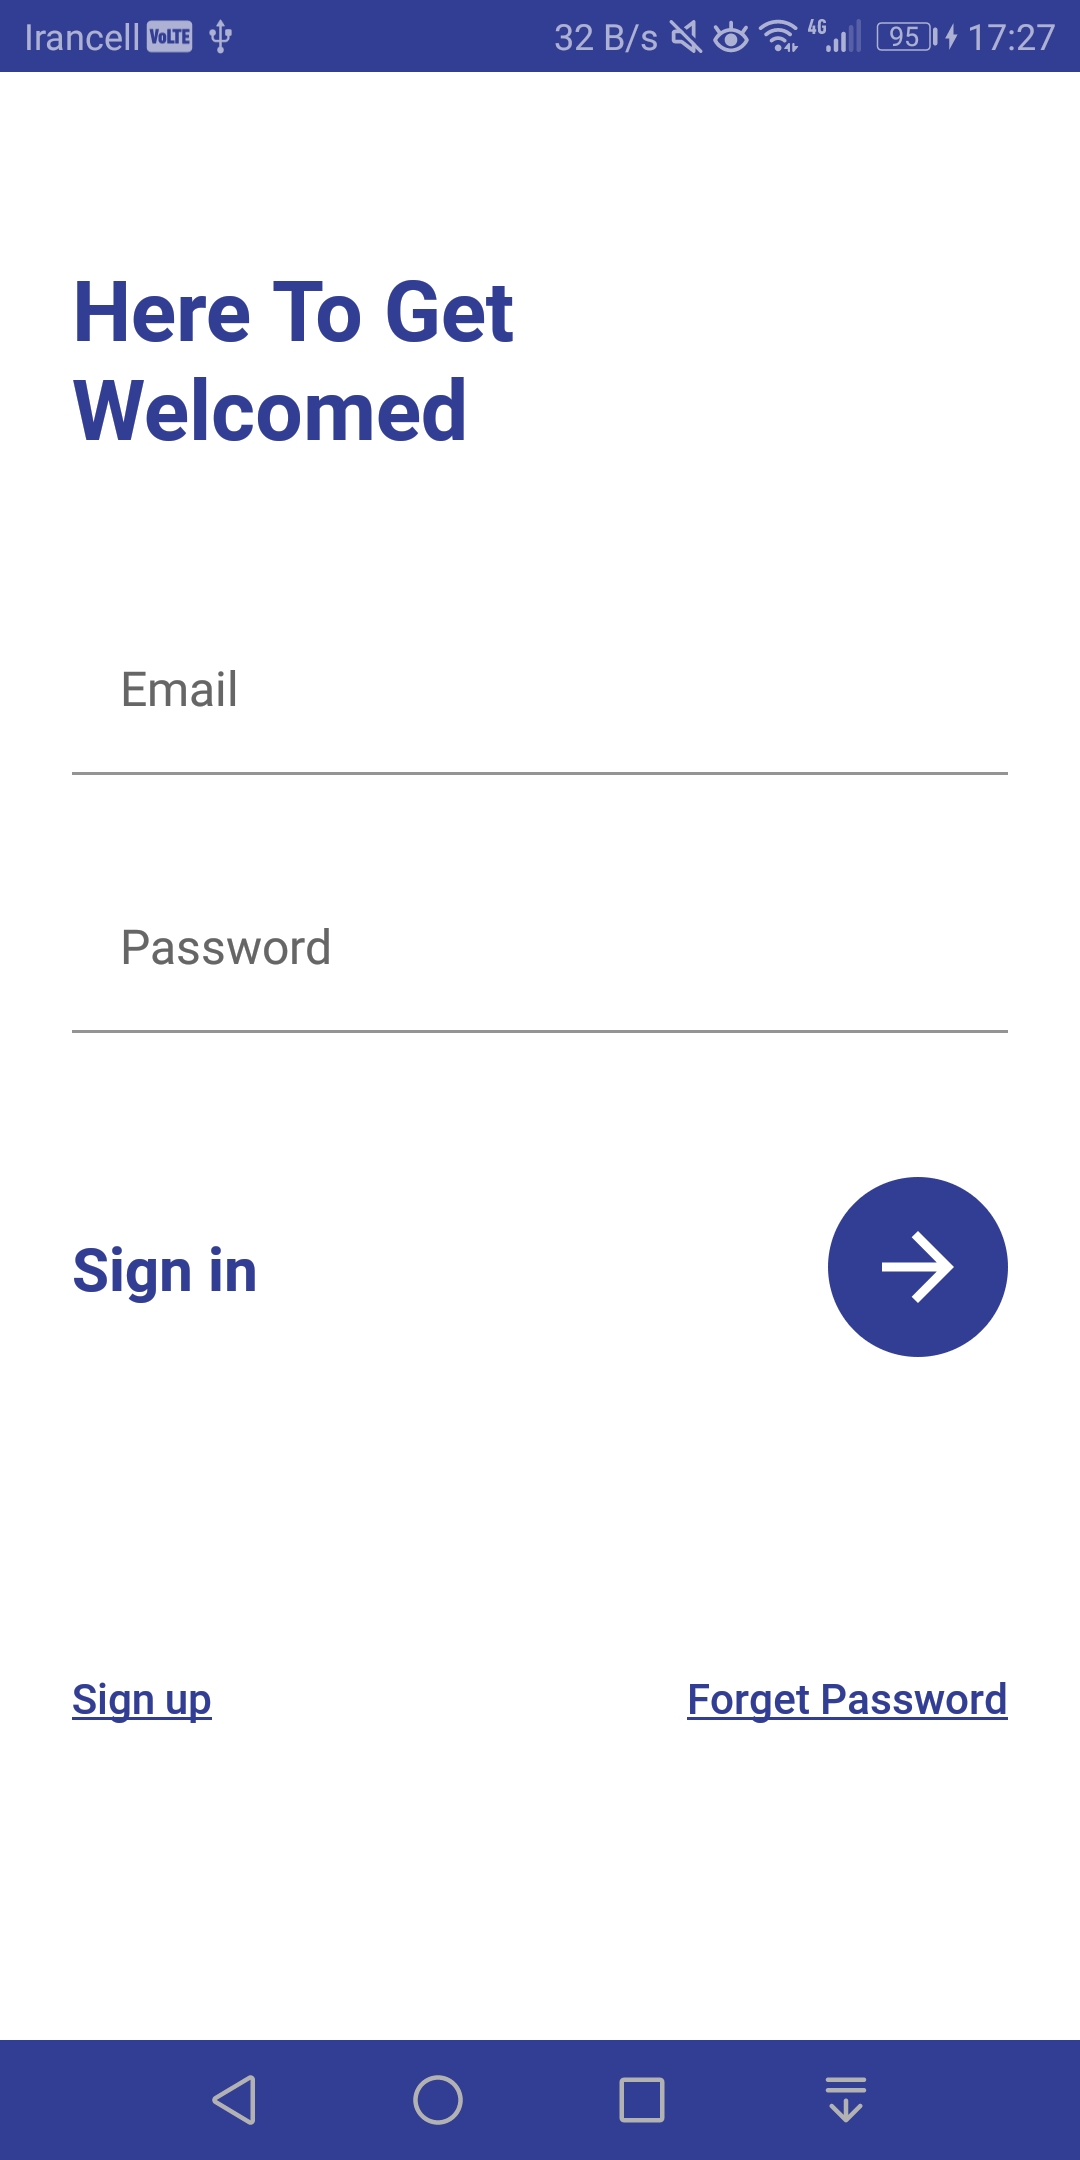 Irancell VoLTE 32 B/s 4G 95 17:27
Here To Get
Welcomed
Email
Password
Sign in
Sign up Forget Password